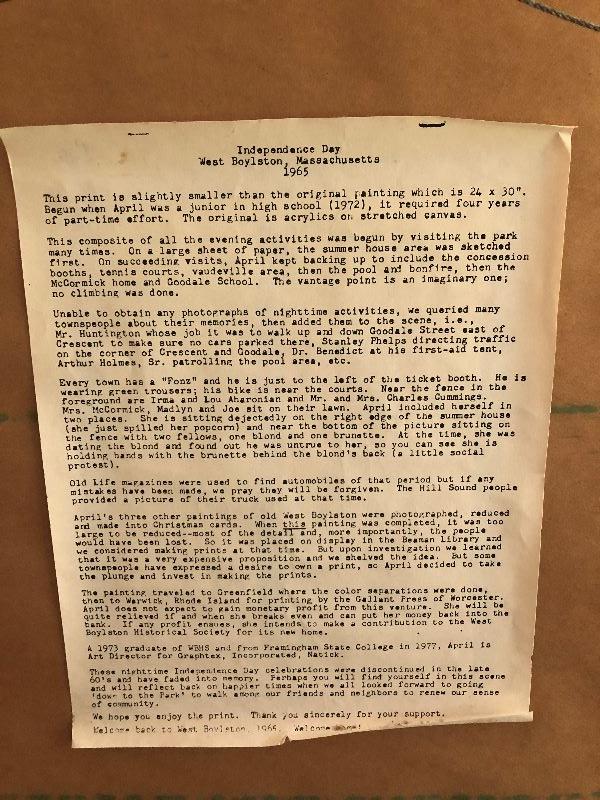 Independence Day
West Boylston, Massachusetts
1965
This print is slightly smaller than the original painting which is 24 x 30".
Begun when April was a junior in high school (1972), it required four years
of part-time effort. The original is acrylics on stretched canvas.
This composite of all the evening activities was begun by visiting the park
many times. On a large sheet of paper, the summer house area was sketched
first. On succeeding visits, April kept backing up to include the concession
booths, tennis courts, vaudeville area, then the pool and bonfire, then the
McCormick home and Goodale School. The vantage point is an imaginary one;
no climbing was done.
Unable to obtain any photographs of nighttime activities, we queried many
townspeople about their memories, then added them to the scene, i.e.,
Mr. Huntington whose job it was to walk up and down Goodale Street east of
Crescent to make sure no cars parked there, Stanley Phelps directing traffic
on the corner of Crescent and Goodale, Dr. Benedict at his first-aid tent,
Arthur Holmes, Sr. patrolling the pool area, etc.
Every town has a "Fonz" and he is just to the left of the ticket booth. He is
wearing green trousers; his bike is near the courts. Near the fence in the
foreground are Irma and Lou Aharonian and Mr. and Mrs. Charles Cummings.
Mrs. McCormick, Madlyn and Joe sit on their lawn. April included herself in
two places. She is sitting dejectedly on the right edge of the summer house
(she just spilled her popcorn) and near the bottom of the picture sitting on
the fence with two fellows, one blond and one brunette. At the time, she was
dating the blond and found out he was untrue to her, so you can see she is
holding hands with the brunette behind the blond's back (a little social
protest).
Old Life magazines were used to find automobiles of that period but if any
mistakes have been made, we pray they will be forgiven. The Hill Sound people
provided a picture of their truck used at that time.
April's three other paintings of old West Boylston were photographed, reduced
and made into Christmas cards. When this painting was completed, it was too
large to be reduced--most of the detail and, more importantly, the people
would have been lost. So it was placed on display in the Beaman Library and
we considered making prints at that time. But upon investigation we learned
that it was a very expensive proposition and we shelved the idea. But some
townspeople have expressed a desire to own a print, so April decided to take
the plunge and invest in making the prints.
The painting traveled to Greenfield where the color separations were done,
then to Warwick, Rhode Island for printing by the Gallant Press of Worcester.
April does not expect to gain monetary profit from this venture. She will be
quite relieved if and when she breaks even and can put her money back into the
bank. If any profit ensues, she intends to make a contribution to the West
Boylston Historical Society for its new home.
A 1973 graduate of WBHS and from Framingham State College in 1977, April is
Art Director for Graphtex, Incorporated, Natick.
These nighttime Independence Day celebrations were discontinued in the late
60's and have faded into memory. Perhaps you will find yourself in this scene
and will reflect back on happier times when we all looked forward to going
'down to the Park' to walk among our friends and neighbors to renew our sense
of community.
We hope you enjoy the print. Thank you sincerely for your support.
Welcome back to West Boylston, 1965. Welcome home!